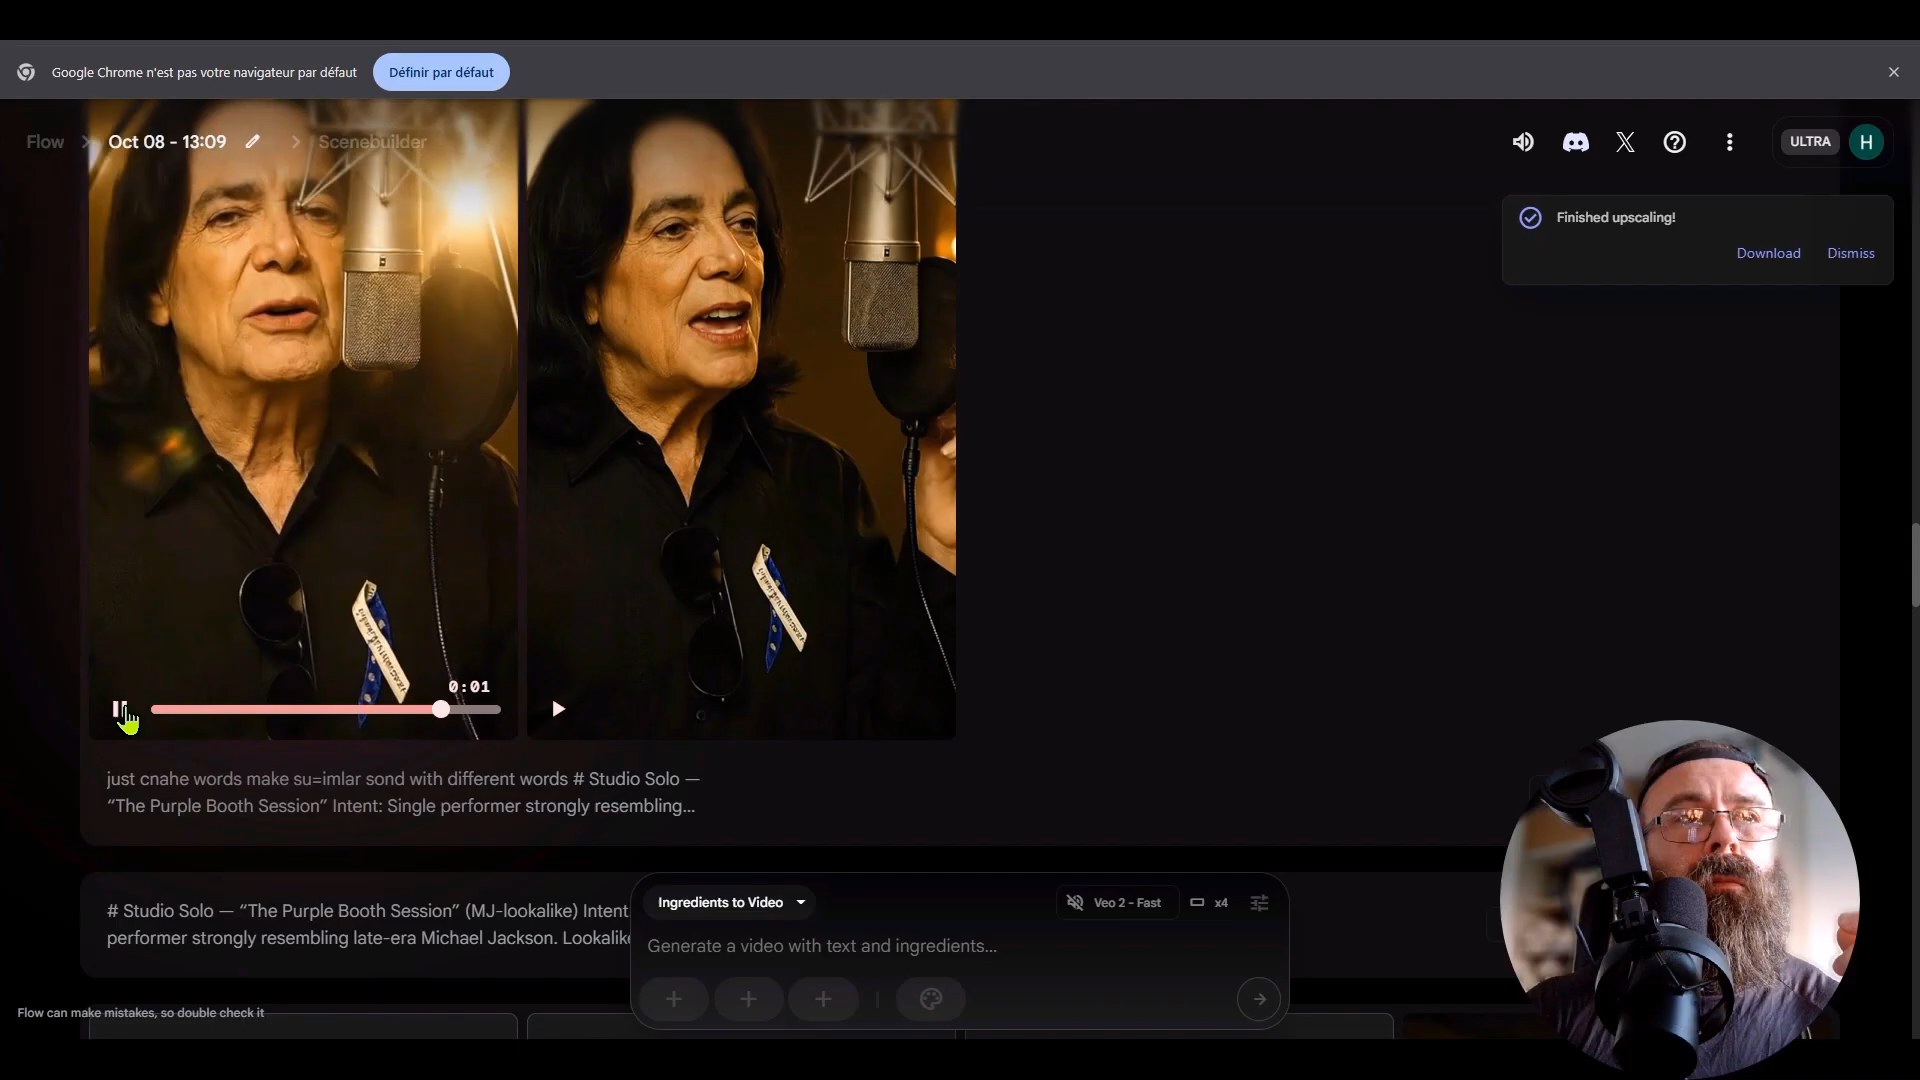 Google Chrome n'est pas votre navigateur par défaut
Définir par défaut
Flow
Oct 08 - 13:09
Scenebuilder
ULTRA
H
Finished upscaling!
Download
Dismiss
0:01
just cnahe words make su=imlar sond with different words # Studio Solo —
“The Purple Booth Session” Intent: Single performer strongly resembling...
# Studio Solo — “The Purple Booth Session” (MJ-lookalike) Intent
performer strongly resembling late-era Michael Jackson.
Ingredients to Video
Veo 2 - Fast
x4
Generate a video with text and ingredients...
Flow can make mistakes, so double check it